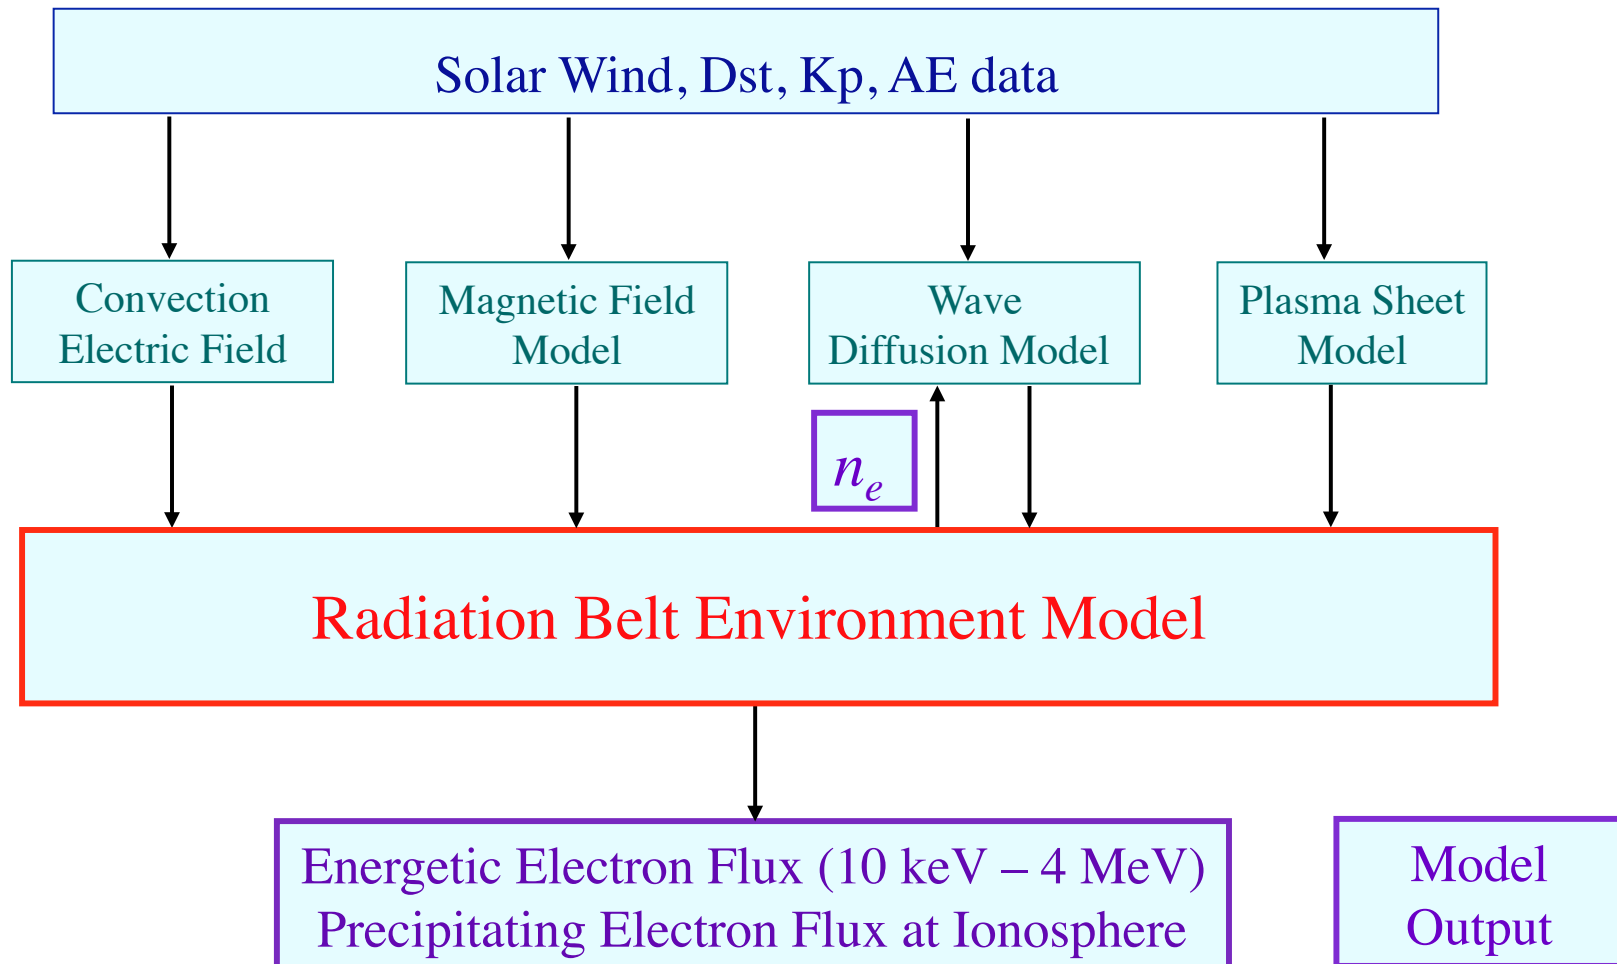 Solar Wind, Dst, Kp, AE data
Convection
Electric Field
Magnetic Field
Model
Wave
Diffusion Model
Plasma Sheet
Model
nₑ
Radiation Belt Environment Model
Energetic Electron Flux (10 keV – 4 MeV)
Precipitating Electron Flux at Ionosphere
Model
Output